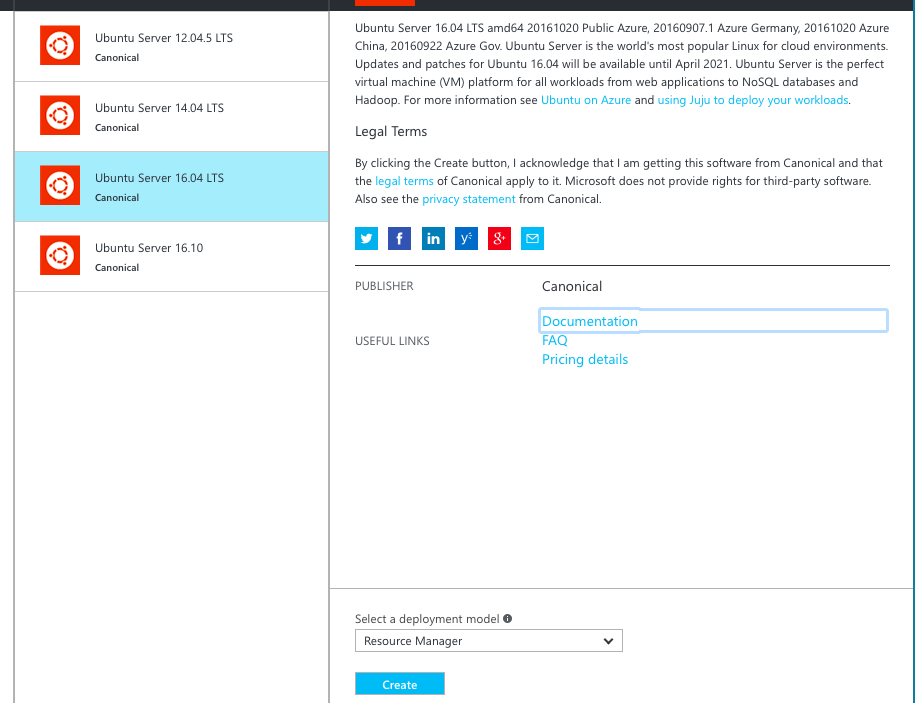 Ubuntu Server 12.04.5 LTS
Canonical
Ubuntu Server 14.04 LTS
Canonical
Ubuntu Server 16.04 LTS
Canonical
Ubuntu Server 16.10
Canonical
Ubuntu Server 16.04 LTS amd64 20161020 Public Azure, 20160907.1 Azure Germany, 20161020 Azure
China, 20160922 Azure Gov. Ubuntu Server is the world's most popular Linux for cloud environments.
Updates and patches for Ubuntu 16.04 will be available until April 2021. Ubuntu Server is the perfect
virtual machine (VM) platform for all workloads from web applications to NoSQL databases and
Hadoop. For more information see Ubuntu on Azure and using Juju to deploy your workloads.
Legal Terms
By clicking the Create button, I acknowledge that I am getting this software from Canonical and that
the legal terms of Canonical apply to it. Microsoft does not provide rights for third-party software.
Also see the privacy statement from Canonical.
PUBLISHER
Canonical
USEFUL LINKS
Documentation
FAQ
Pricing details
Select a deployment model
Resource Manager
Create